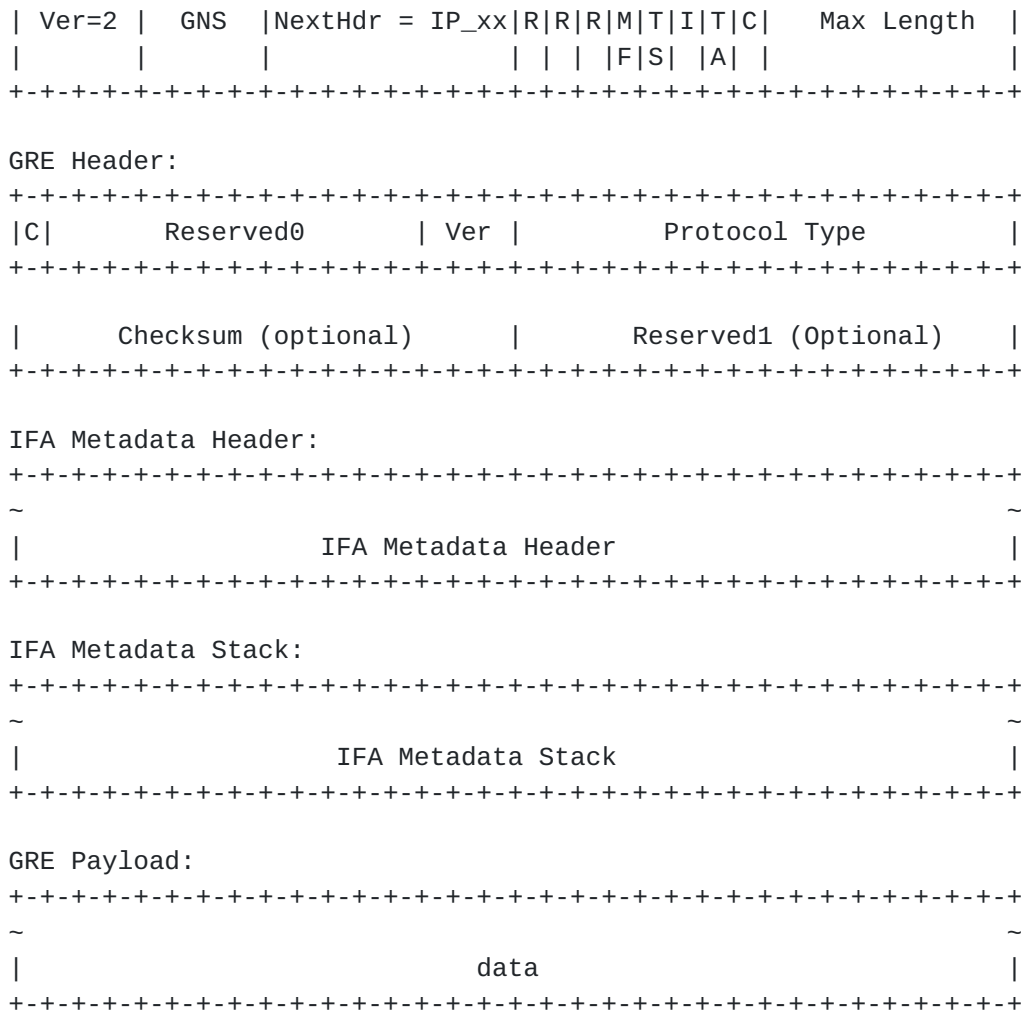 | Ver=2 |  GNS  |NextHdr = IP_xx|R|R|R|M|T|I|T|C|   Max Length  |
|       |       |               | | | |F|S| |A| |               |
+-+-+-+-+-+-+-+-+-+-+-+-+-+-+-+-+-+-+-+-+-+-+-+-+-+-+-+-+-+-+-+-+
GRE Header:
+-+-+-+-+-+-+-+-+-+-+-+-+-+-+-+-+-+-+-+-+-+-+-+-+-+-+-+-+-+-+-+-+
|C|       Reserved0       | Ver |         Protocol Type         |
+-+-+-+-+-+-+-+-+-+-+-+-+-+-+-+-+-+-+-+-+-+-+-+-+-+-+-+-+-+-+-+-+
|      Checksum (optional)      |       Reserved1 (Optional)    |
+-+-+-+-+-+-+-+-+-+-+-+-+-+-+-+-+-+-+-+-+-+-+-+-+-+-+-+-+-+-+-+-+
IFA Metadata Header:
+-+-+-+-+-+-+-+-+-+-+-+-+-+-+-+-+-+-+-+-+-+-+-+-+-+-+-+-+-+-+-+-+
~                                                               ~
|                   IFA Metadata Header                         |
+-+-+-+-+-+-+-+-+-+-+-+-+-+-+-+-+-+-+-+-+-+-+-+-+-+-+-+-+-+-+-+-+
IFA Metadata Stack:
+-+-+-+-+-+-+-+-+-+-+-+-+-+-+-+-+-+-+-+-+-+-+-+-+-+-+-+-+-+-+-+-+
~                                                               ~
|                    IFA Metadata Stack                         |
+-+-+-+-+-+-+-+-+-+-+-+-+-+-+-+-+-+-+-+-+-+-+-+-+-+-+-+-+-+-+-+-+
GRE Payload:
+-+-+-+-+-+-+-+-+-+-+-+-+-+-+-+-+-+-+-+-+-+-+-+-+-+-+-+-+-+-+-+-+
~                                                               ~
|                             data                              |
+-+-+-+-+-+-+-+-+-+-+-+-+-+-+-+-+-+-+-+-+-+-+-+-+-+-+-+-+-+-+-+-+